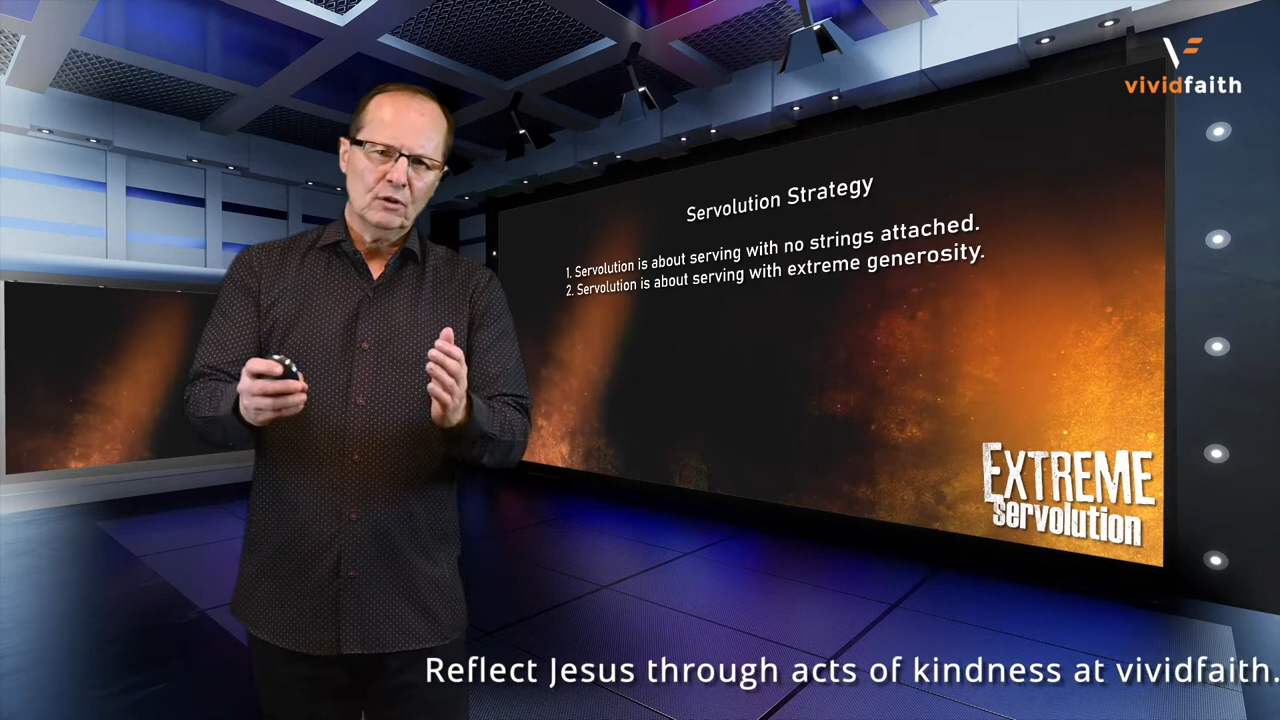 VF
vividfaith
Servolution Strategy
1. Servolution is about serving with no strings attached.
2. Servolution is about serving with extreme generosity.
EXTREME
servolution
Reflect Jesus through acts of kindness at vividfaith.